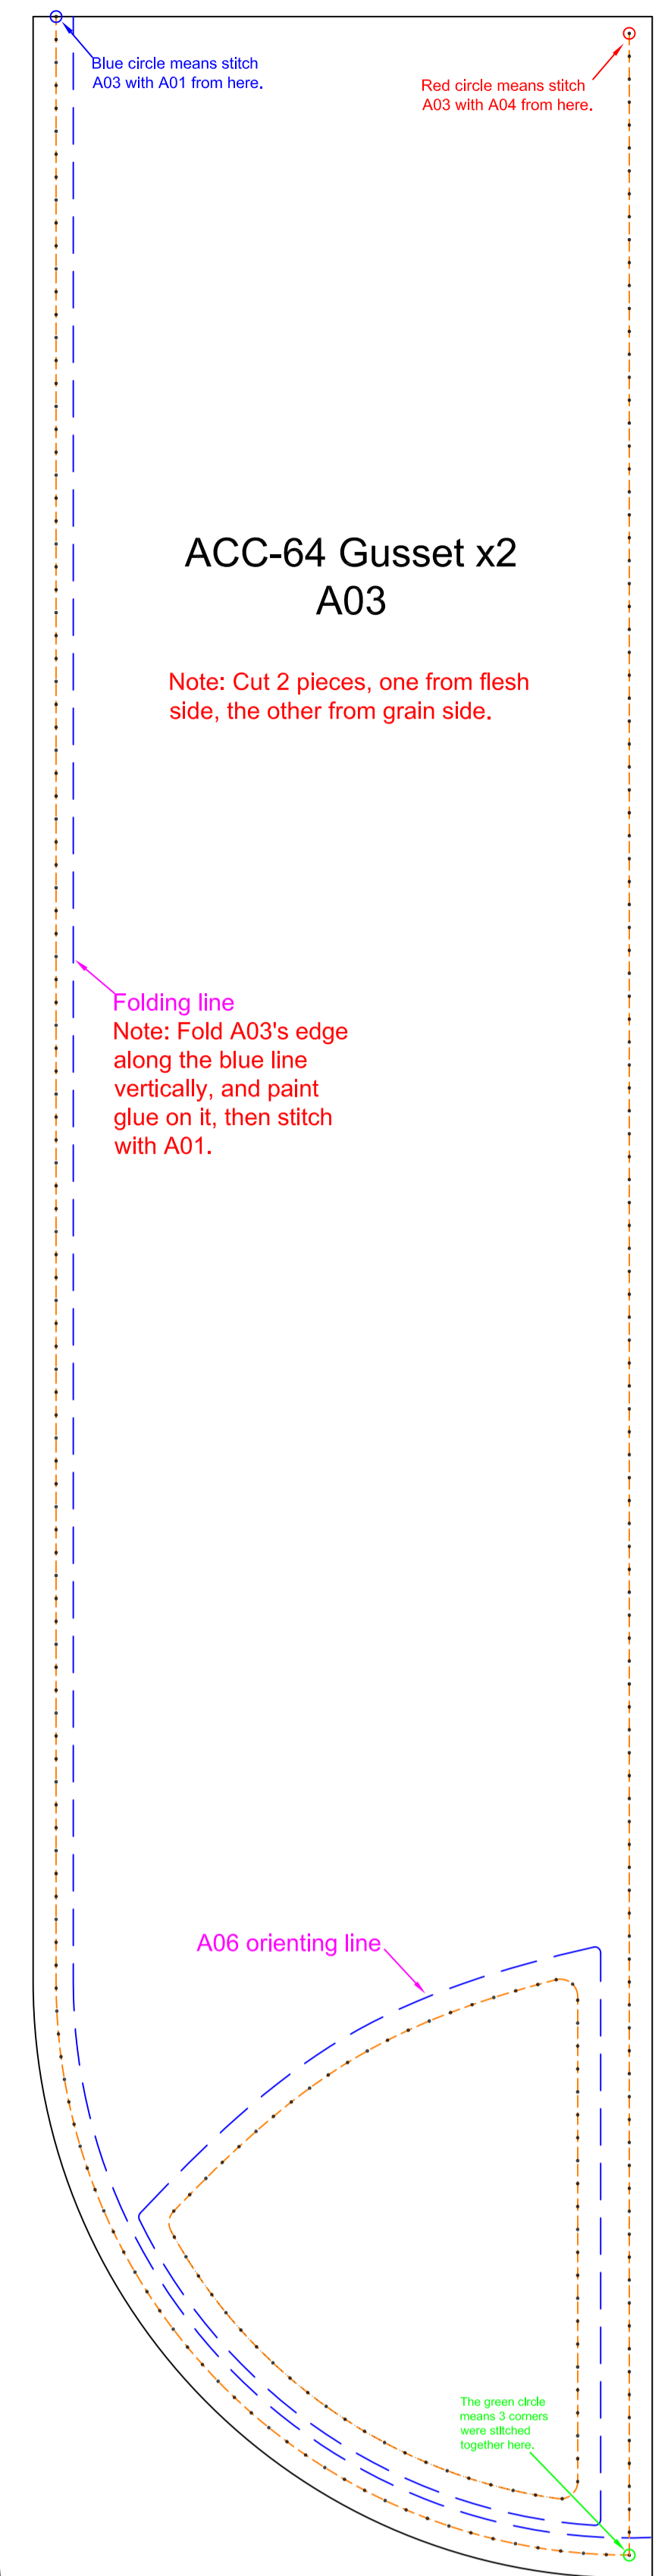 Blue circle means stitch
A03 with A01 from here.
Red circle means stitch
A03 with A04 from here.
ACC-64 Gusset x2
A03
Note: Cut 2 pieces, one from flesh
side, the other from grain side.
Folding line
Note: Fold A03's edge
along the blue line
vertically, and paint
glue on it, then stitch
with A01.
A06 orienting line
The green circle
means 3 corners
were stitched
together here.